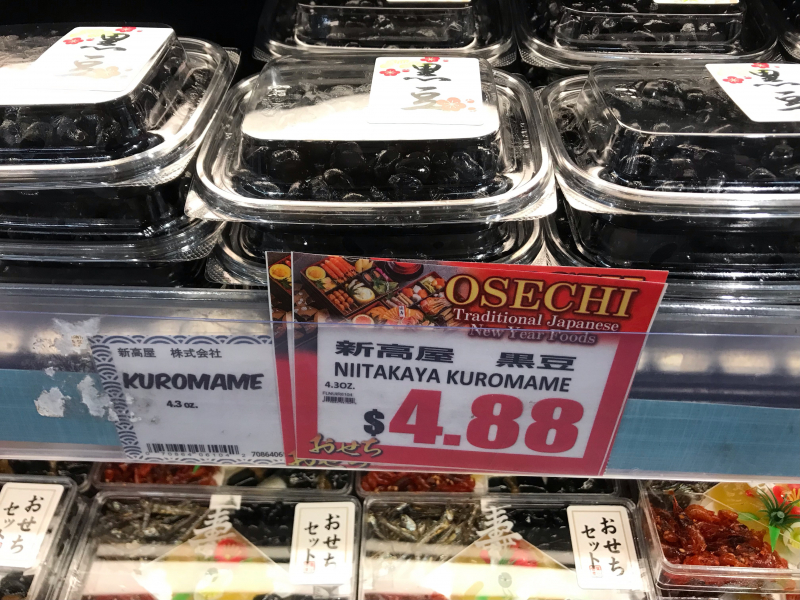 黒豆
黒豆
黒豆
OSECHI
Traditional Japanese
New Year Foods
新高屋 黒豆
NIITAKAYA KUROMAME
4.3OZ.
$4.88
おせち
新高屋 株式会社
KUROMAME
4.3 oz.
7086406
おせち
セット
おせち
セット
おせち
セット